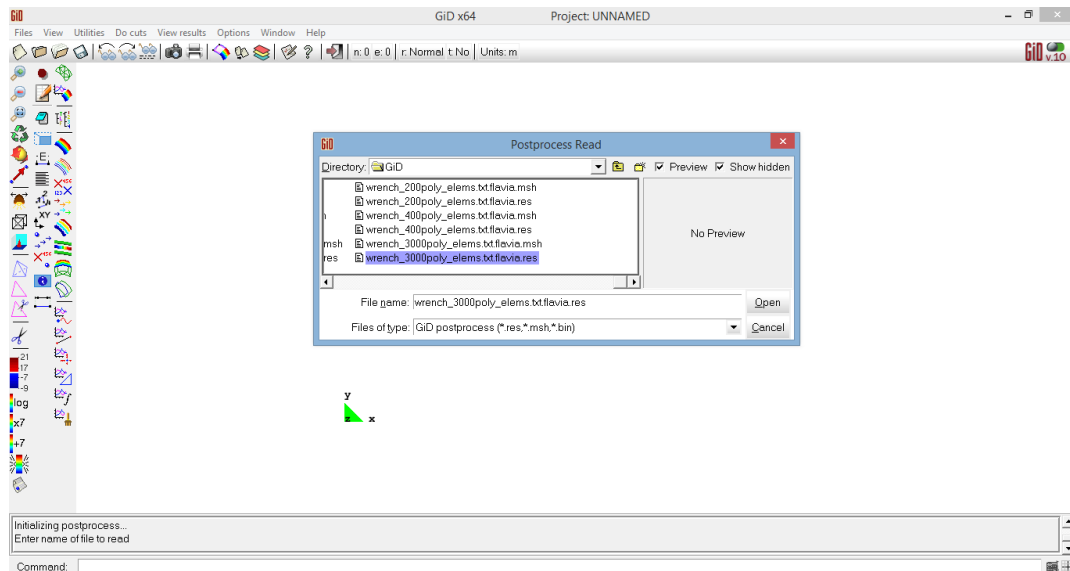 GiD
GiD x64 Project: UNNAMED
Files View Utilities Do cuts View results Options Window Help
n: 0 e: 0 r: Normal t: No Units: m
GiD v.10
GiD
Postprocess Read
Directory: GiD
Preview Show hidden
wrench_200poly_elems.txt.flavia.msh
wrench_200poly_elems.txt.flavia.res
wrench_400poly_elems.txt.flavia.msh
wrench_400poly_elems.txt.flavia.res
msh wrench_3000poly_elems.txt.flavia.msh
res wrench_3000poly_elems.txt.flavia.res
No Preview
File name: wrench_3000poly_elems.txt.flavia.res
Open
Files of type: GiD postprocess (*.res,*.msh,*.bin)
Cancel
:E:
XY
21
17
-7
-9
log
x7
+7
y
z x
Initializing postprocess...
Enter name of file to read
Command: